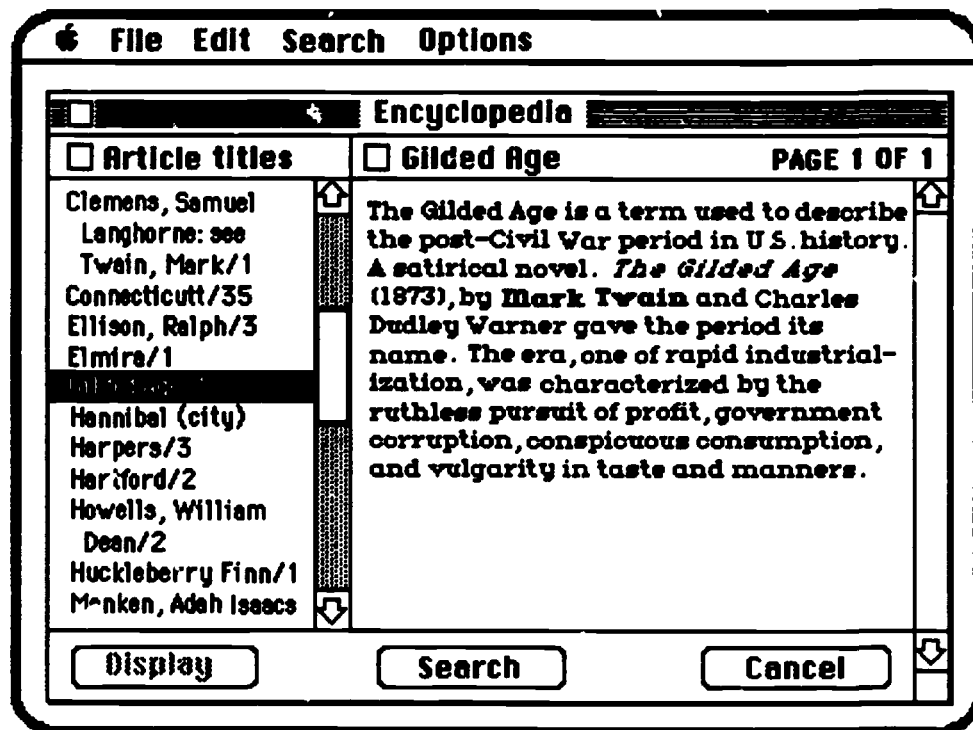 File Edit Search Options
Encyclopedia
Article titles
Clemens, Samuel
Langhorne: see
Twain, Mark/1
Connecticutt/35
Ellison, Ralph/3
Elmira/1
Hannibal (city)
Harpers/3
Hartford/2
Howells, William
Dean/2
Huckleberry Finn/1
Menken, Adah Isaacs
Gilded Age PAGE 1 OF 1
The Gilded Age is a term used to describe
the post-Civil War period in U.S. history.
A satirical novel. The Gilded Age
(1873), by Mark Twain and Charles
Dudley Warner gave the period its
name. The era, one of rapid industrial-
ization, was characterized by the
ruthless pursuit of profit, government
corruption, conspicuous consumption,
and vulgarity in taste and manners.
Display Search Cancel